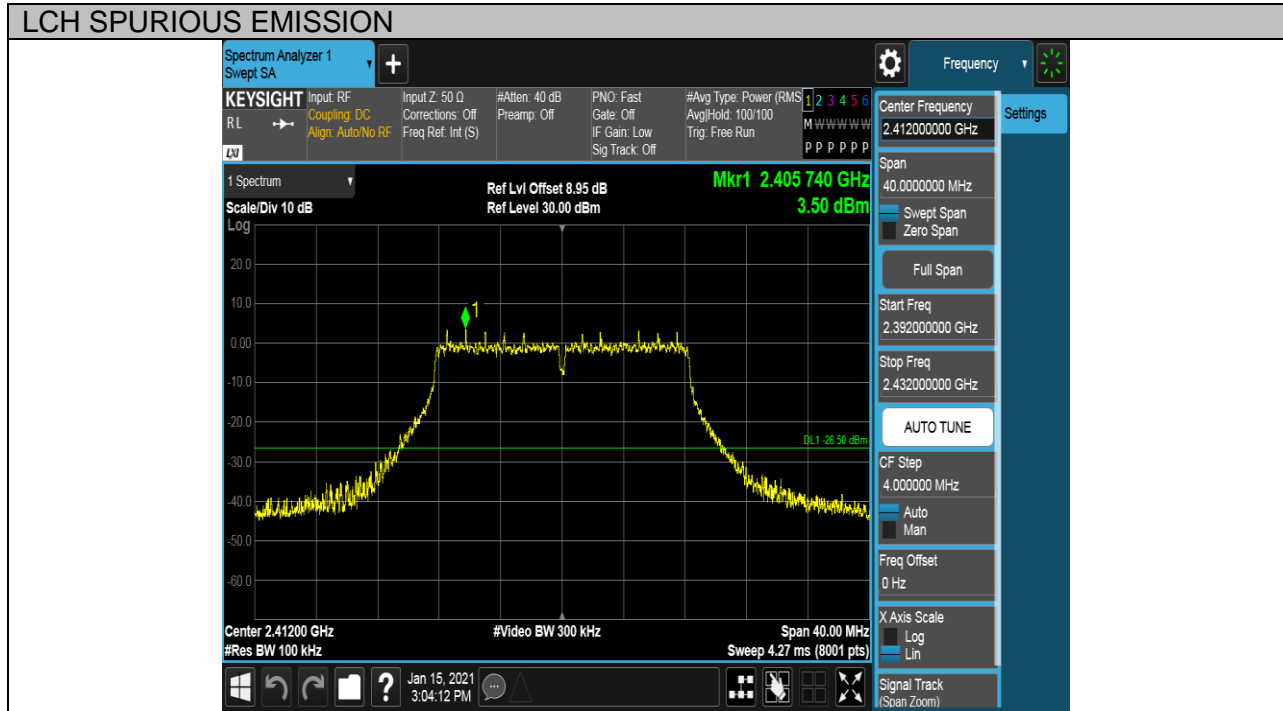 LCH SPURIOUS EMISSION
Spectrum Analyzer 1
Swept SA
Frequency
KEYSIGHT
RL
LXI
Input: RF
Coupling: DC
Align: Auto/No RF
Input Z: 50 Ω
Corrections: Off
Freq Ref: Int (S)
#Atten: 40 dB
Preamp: Off
PNO: Fast
Gate: Off
IF Gain: Low
Sig Track: Off
#Avg Type: Power (RMS
Avg|Hold: 100/100
Trig: Free Run
1 2 3 4 5 6
M W W W W W
P P P P P P
1 Spectrum
Scale/Div 10 dB
Log
Ref Lvl Offset 8.95 dB
Ref Level 30.00 dBm
Mkr1 2.405 740 GHz
3.50 dBm
20.0
10.0
0.00
-10.0
-20.0
-30.0
-40.0
-50.0
-60.0
1
DL1 -26.50 dBm
Center 2.41200 GHz
#Res BW 100 kHz
#Video BW 300 kHz
Span 40.00 MHz
Sweep 4.27 ms (8001 pts)
Jan 15, 2021
3:04:12 PM
Center Frequency
2.412000000 GHz
Settings
Span
40.0000000 MHz
Swept Span
Zero Span
Full Span
Start Freq
2.392000000 GHz
Stop Freq
2.432000000 GHz
AUTO TUNE
CF Step
4.000000 MHz
Auto
Man
Freq Offset
0 Hz
X Axis Scale
Log
Lin
Signal Track
(Span Zoom)